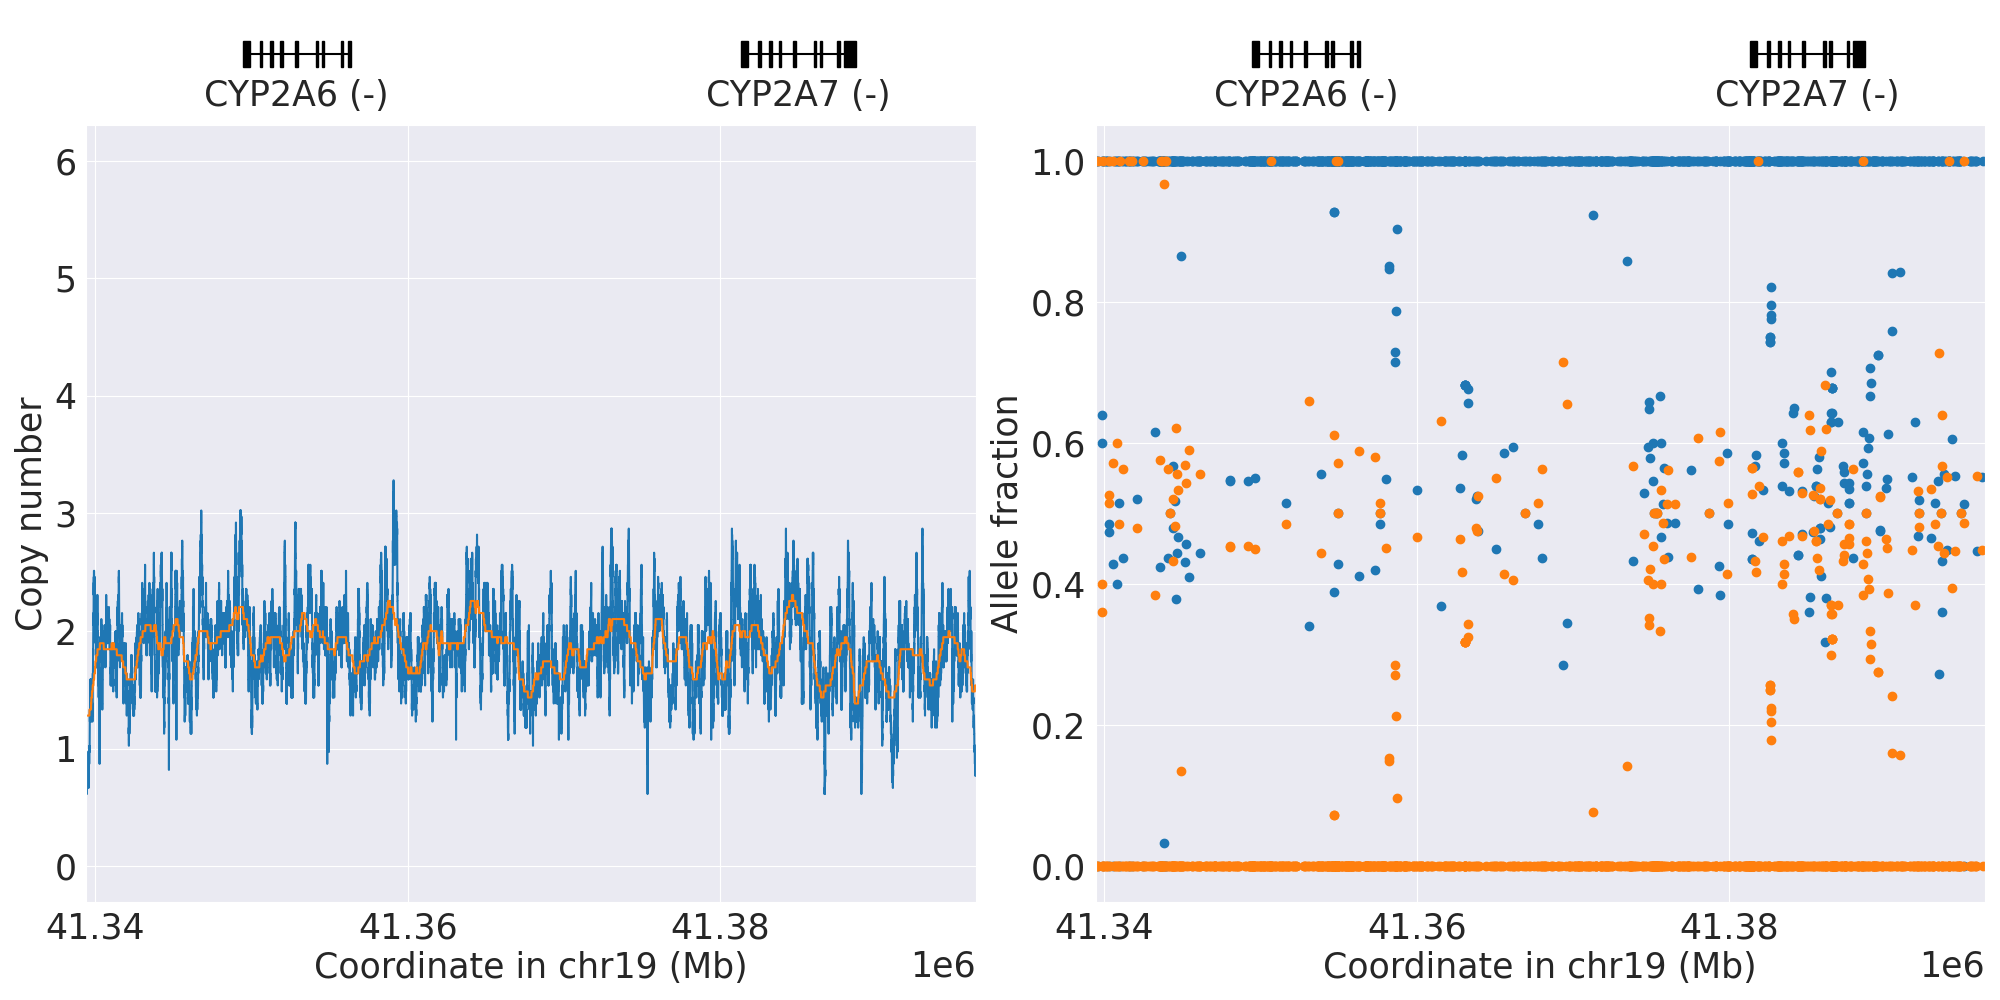 CYP2A6 (-) CYP2A7 (-)
CYP2A6 (-) CYP2A7 (-)
Copy number
6
5
4
3
2
1
0
41.34 41.36 41.38
Coordinate in chr19 (Mb) 1e6
Allele fraction
1.0
0.8
0.6
0.4
0.2
0.0
41.34 41.36 41.38
Coordinate in chr19 (Mb) 1e6